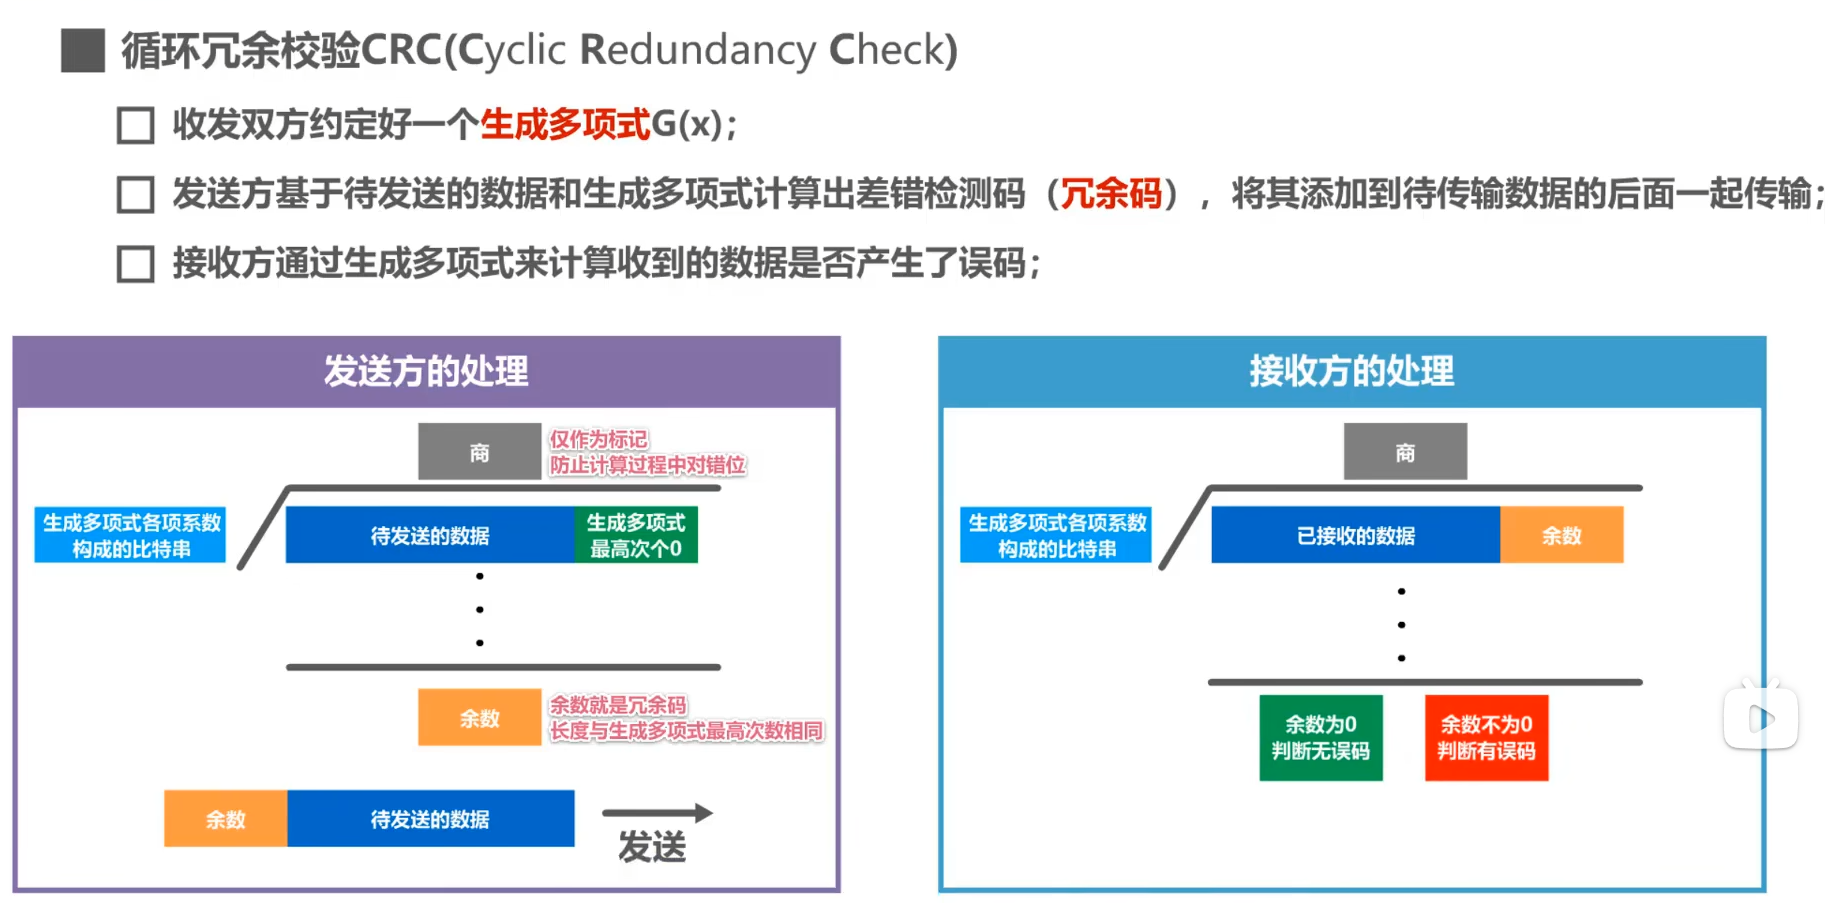 循环冗余校验CRC(Cyclic Redundancy Check)
收发双方约定好一个生成多项式G(x)；
发送方基于待发送的数据和生成多项式计算出差错检测码（冗余码），将其添加到待传输数据的后面一起传输；
接收方通过生成多项式来计算收到的数据是否产生了误码；
发送方的处理
商
仅作为标记
防止计算过程中对错位
生成多项式各项系数
构成的比特串
待发送的数据
生成多项式
最高次个0
余数
余数就是冗余码
长度与生成多项式最高次数相同
余数
待发送的数据
发送
接收方的处理
商
生成多项式各项系数
构成的比特串
已接收的数据
余数
余数为0
判断无误码
余数不为0
判断有误码